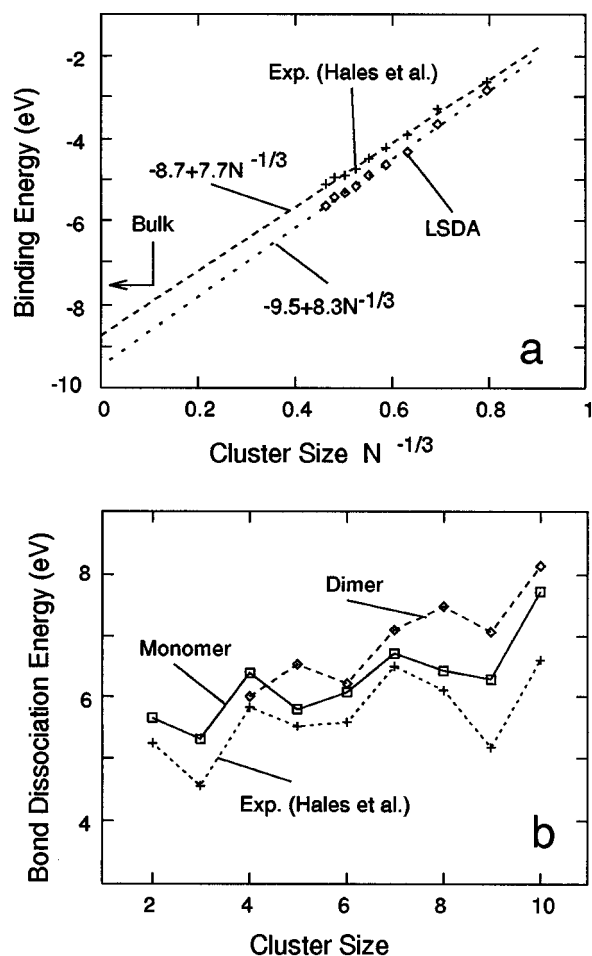 -2
Exp. (Hales et al.)
-4
-8.7+7.7N -1/3
Binding Energy (eV)
Bulk
LSDA
-6
-9.5+8.3N -1/3
-8
a
-10
0 0.2 0.4 0.6 0.8 1
Cluster Size N -1/3
8
Dimer
Monomer
Bond Dissociation Energy (eV)
6
Exp. (Hales et al.)
4
b
2 4 6 8 10
Cluster Size